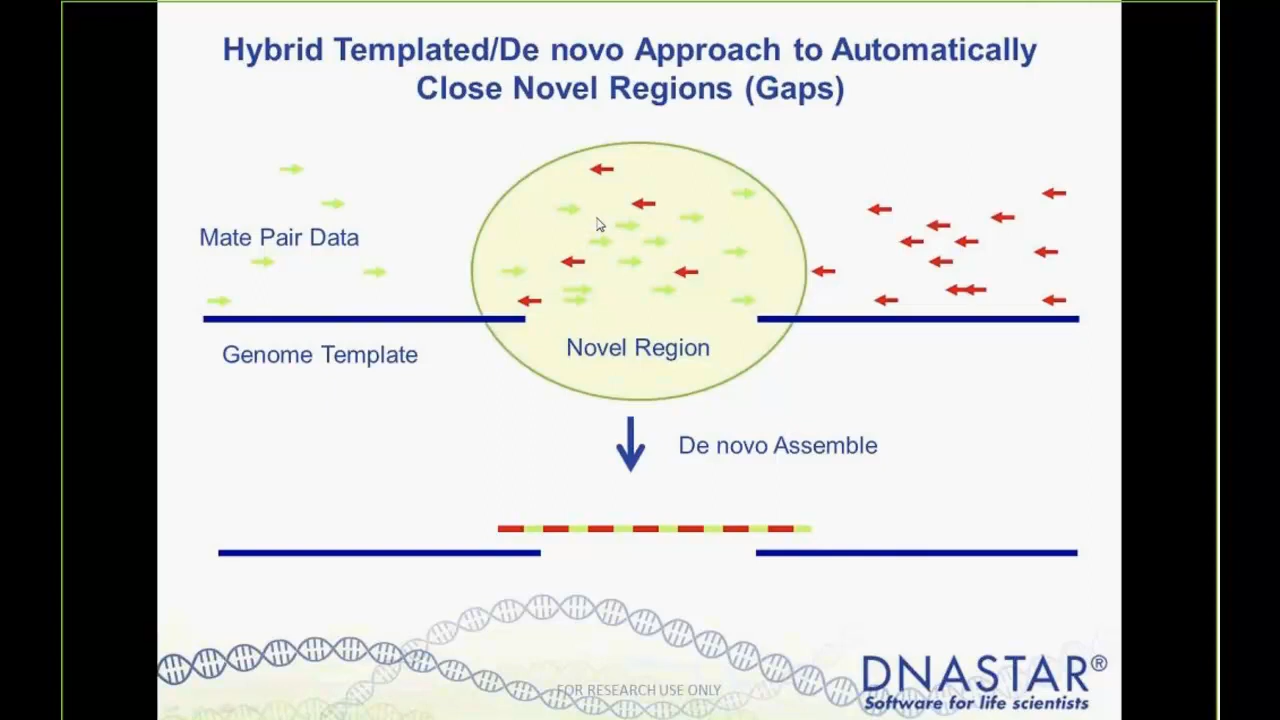 Hybrid Templated/De novo Approach to Automatically
Close Novel Regions (Gaps)
Mate Pair Data
Genome Template
Novel Region
De novo Assemble
FOR RESEARCH USE ONLY
DNASTAR®
Software for life scientists